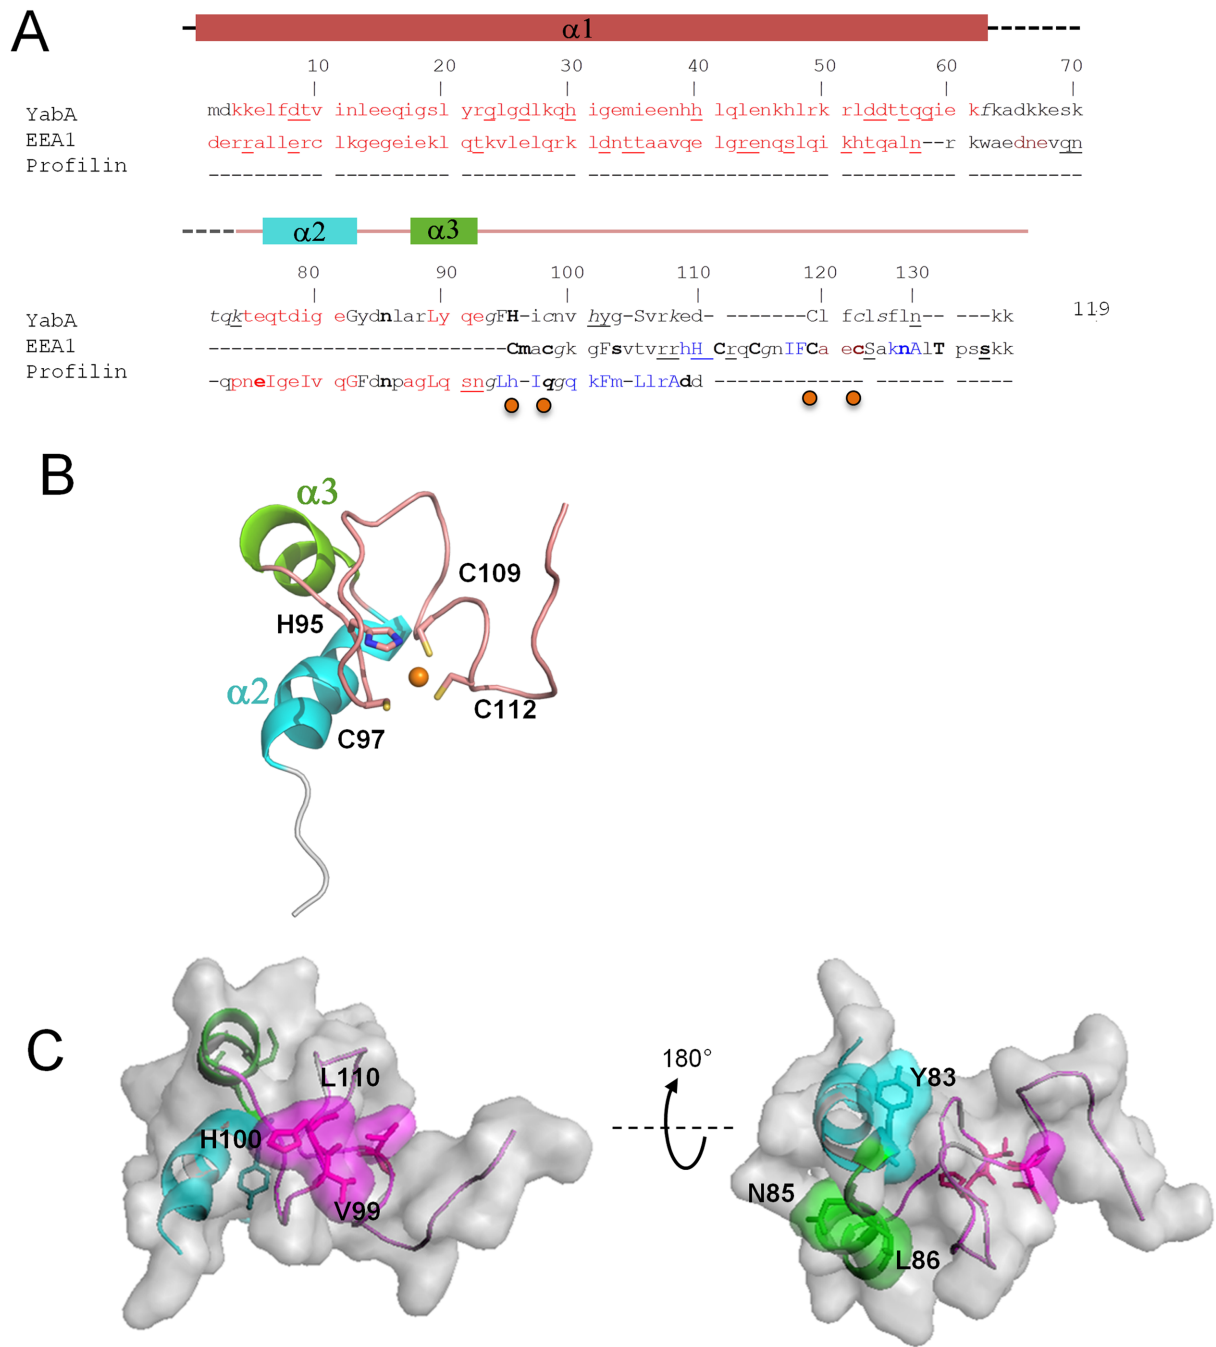 A
α1
10 20 30 40 50 60 70
YabA mdkkelfdtv inleeqigsl yrqlgdlkqh igemieenhh lqlenkhlrk rlddttqqie kfkadkkesk
EEA1 derrallerc lkgegeiekl qtkvlelqrk ldnttaavqe lgrenqslqi khtqaln--r kwaednevqn
Profilin ---------- ---------- ---------- ---------- ---------- ---------- ----------
α2 α3
80 90 100 110 120 130
YabA tqkteqtdig eGydnlarLy qegFH-icnv hyg-Svrked- -------Cl fclsfln- -----kk 119
EEA1 ---------- ---------- -----Cmacgk gFsvtvrrhH CrqCgnIFCa ecSaknAlT psskk
Profilin -qpneIgeIv qGFdnpagLq sngLh-Iqgq kFm-LlrAdd ------------ ------- -----
B
α3
C109
H95
α2
C112
C97
C
L110
180°
Y83
H100
N85
V99
L86